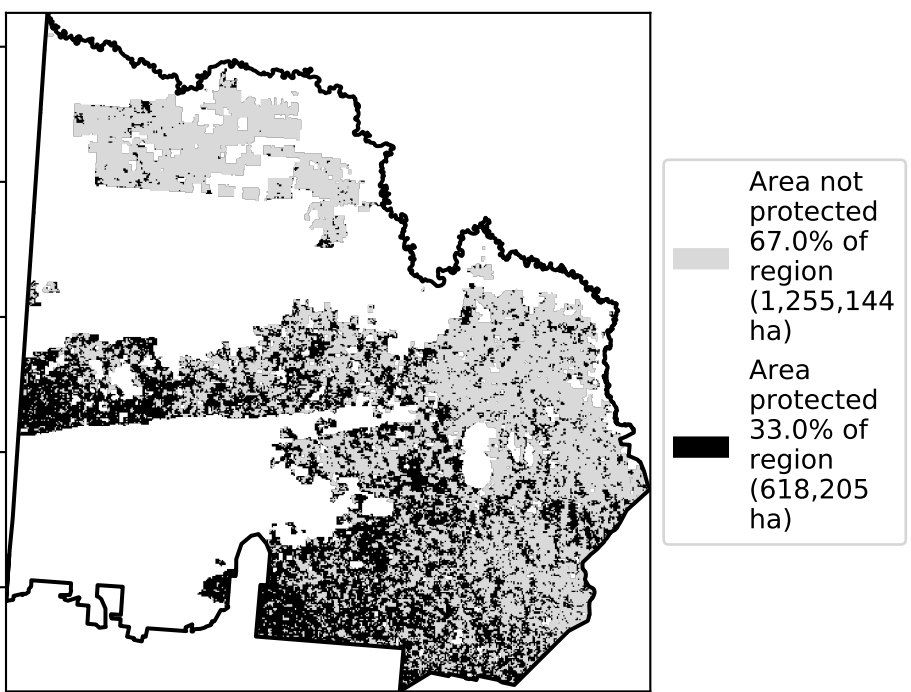 Area not
protected
67.0% of
region
(1,255,144
ha)
Area
protected
33.0% of
region
(618,205
ha)